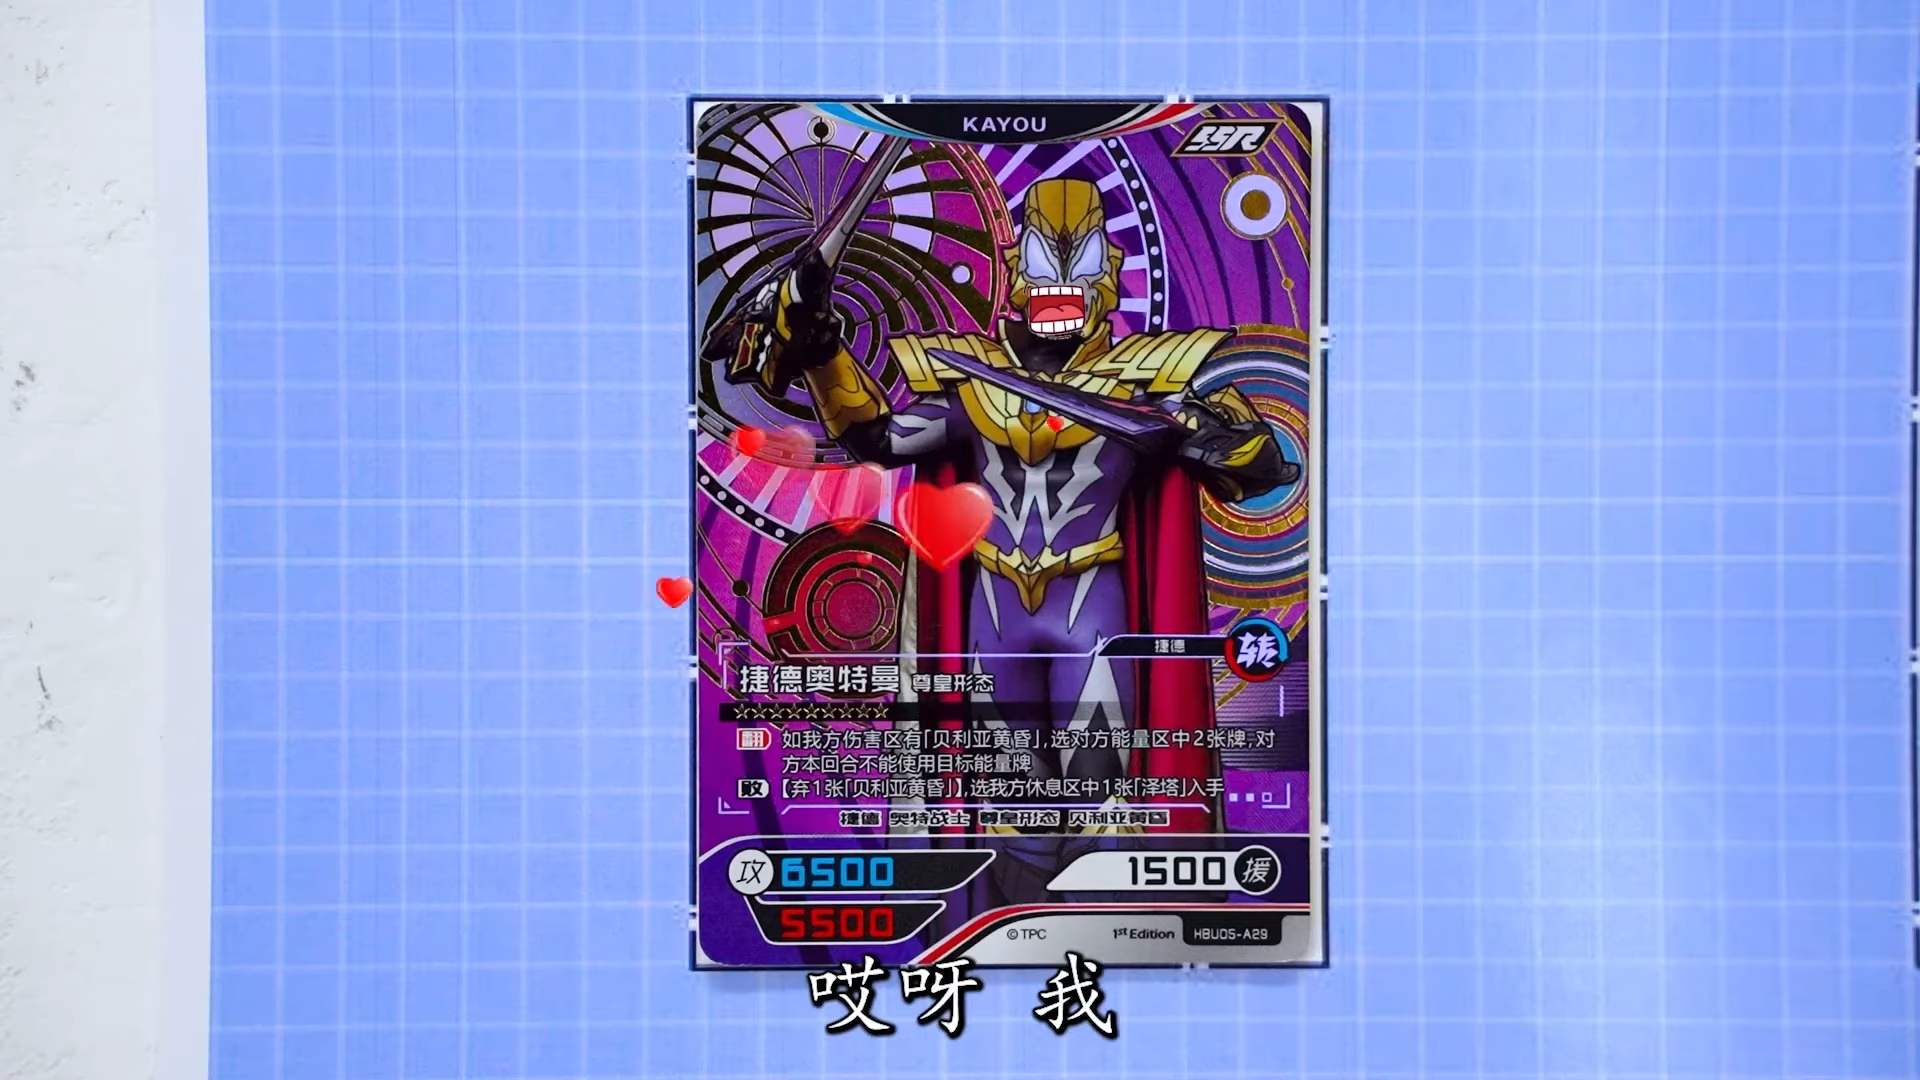 KAYOU
SSR
捷德
转
捷德奥特曼 尊皇形态
☆☆☆☆☆☆☆☆☆
翻 如我方伤害区有「贝利亚黄昏」,选对方能量区中2张牌,对
方本回合不能使用目标能量牌
败 【弃1张「贝利亚黄昏」】,选我方休息区中1张「泽塔」入手
捷德 奥特战士 尊皇形态 贝利亚黄昏
攻 6500
1500 援
5500
©TPC
1st Edition
HBU05-A29
哎呀 我